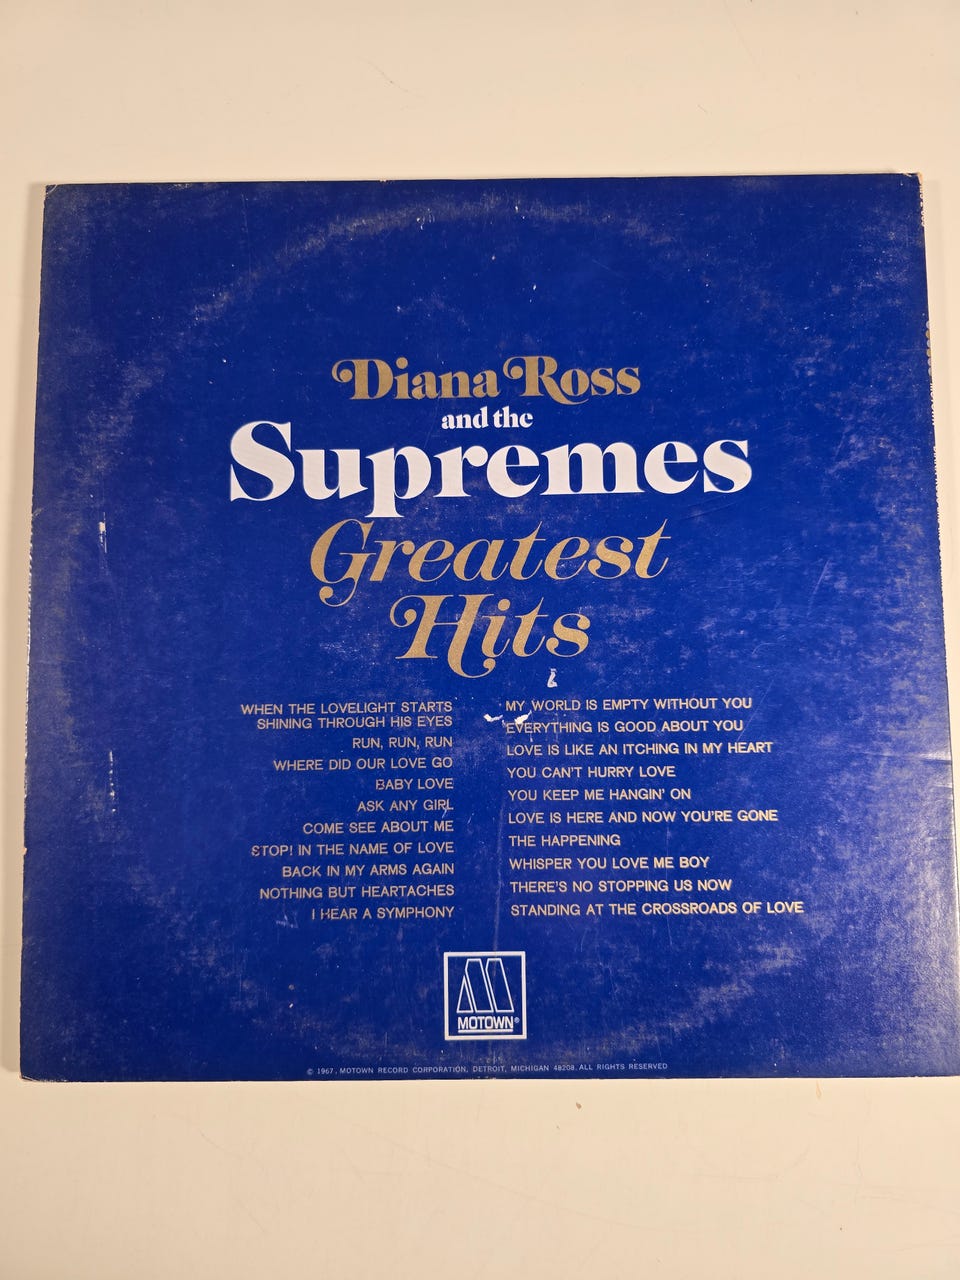 Diana Ross
and the
Supremes
Greatest
Hits
WHEN THE LOVELIGHT STARTS
SHINING THROUGH HIS EYES
RUN, RUN, RUN
WHERE DID OUR LOVE GO
BABY LOVE
ASK ANY GIRL
COME SEE ABOUT ME
STOP! IN THE NAME OF LOVE
BACK IN MY ARMS AGAIN
NOTHING BUT HEARTACHES
I HEAR A SYMPHONY
MY WORLD IS EMPTY WITHOUT YOU
EVERYTHING IS GOOD ABOUT YOU
LOVE IS LIKE AN ITCHING IN MY HEART
YOU CAN'T HURRY LOVE
YOU KEEP ME HANGIN' ON
LOVE IS HERE AND NOW YOU'RE GONE
THE HAPPENING
WHISPER YOU LOVE ME BOY
THERE'S NO STOPPING US NOW
STANDING AT THE CROSSROADS OF LOVE
MOTOWN®
© 1967, MOTOWN RECORD CORPORATION, DETROIT, MICHIGAN 48208. ALL RIGHTS RESERVED